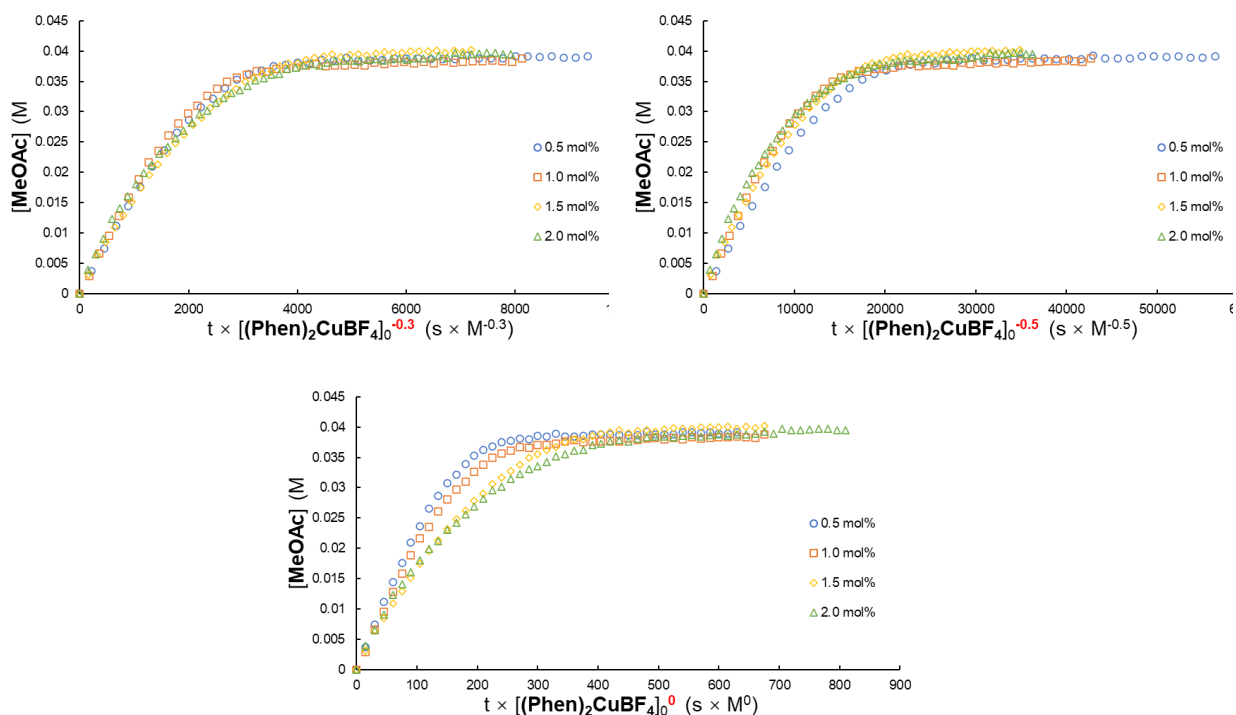 0.045
0.04
0.035
0.03
0.025
0.02
0.015
0.01
0.005
0
[MeOAc] (M
0.5 mol%
1.0 mol%
1.5 mol%
2.0 mol%
0 2000 4000 6000 8000
t × [(Phen)₂CuBF₄]₀⁻⁰·³ (s × M⁻⁰·³)
0.045
0.04
0.035
0.03
0.025
0.02
0.015
0.01
0.005
0
[MeOAc] (M
0.5 mol%
1.0 mol%
1.5 mol%
2.0 mol%
0 10000 20000 30000 40000 50000
t × [(Phen)₂CuBF₄]₀⁻⁰·⁵ (s × M⁻⁰·⁵)
0.045
0.04
0.035
0.03
0.025
0.02
0.015
0.01
0.005
0
[MeOAc] (M
0.5 mol%
1.0 mol%
1.5 mol%
2.0 mol%
0 100 200 300 400 500 600 700 800 900
t × [(Phen)₂CuBF₄]₀⁰ (s × M⁰)